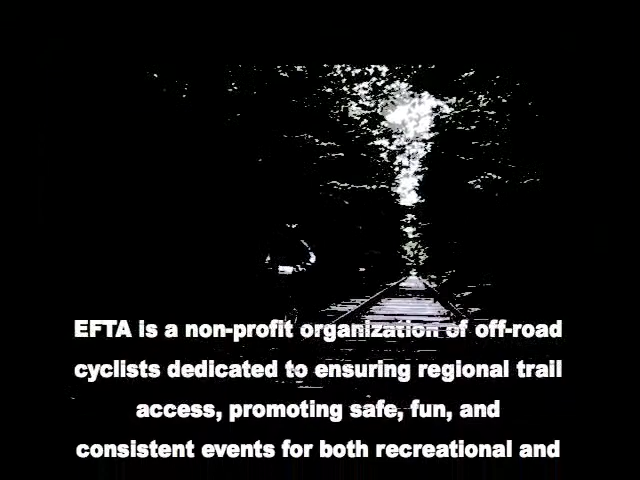 EFTA is a non-profit organization of off-road
cyclists dedicated to ensuring regional trail
access, promoting safe, fun, and
consistent events for both recreational and